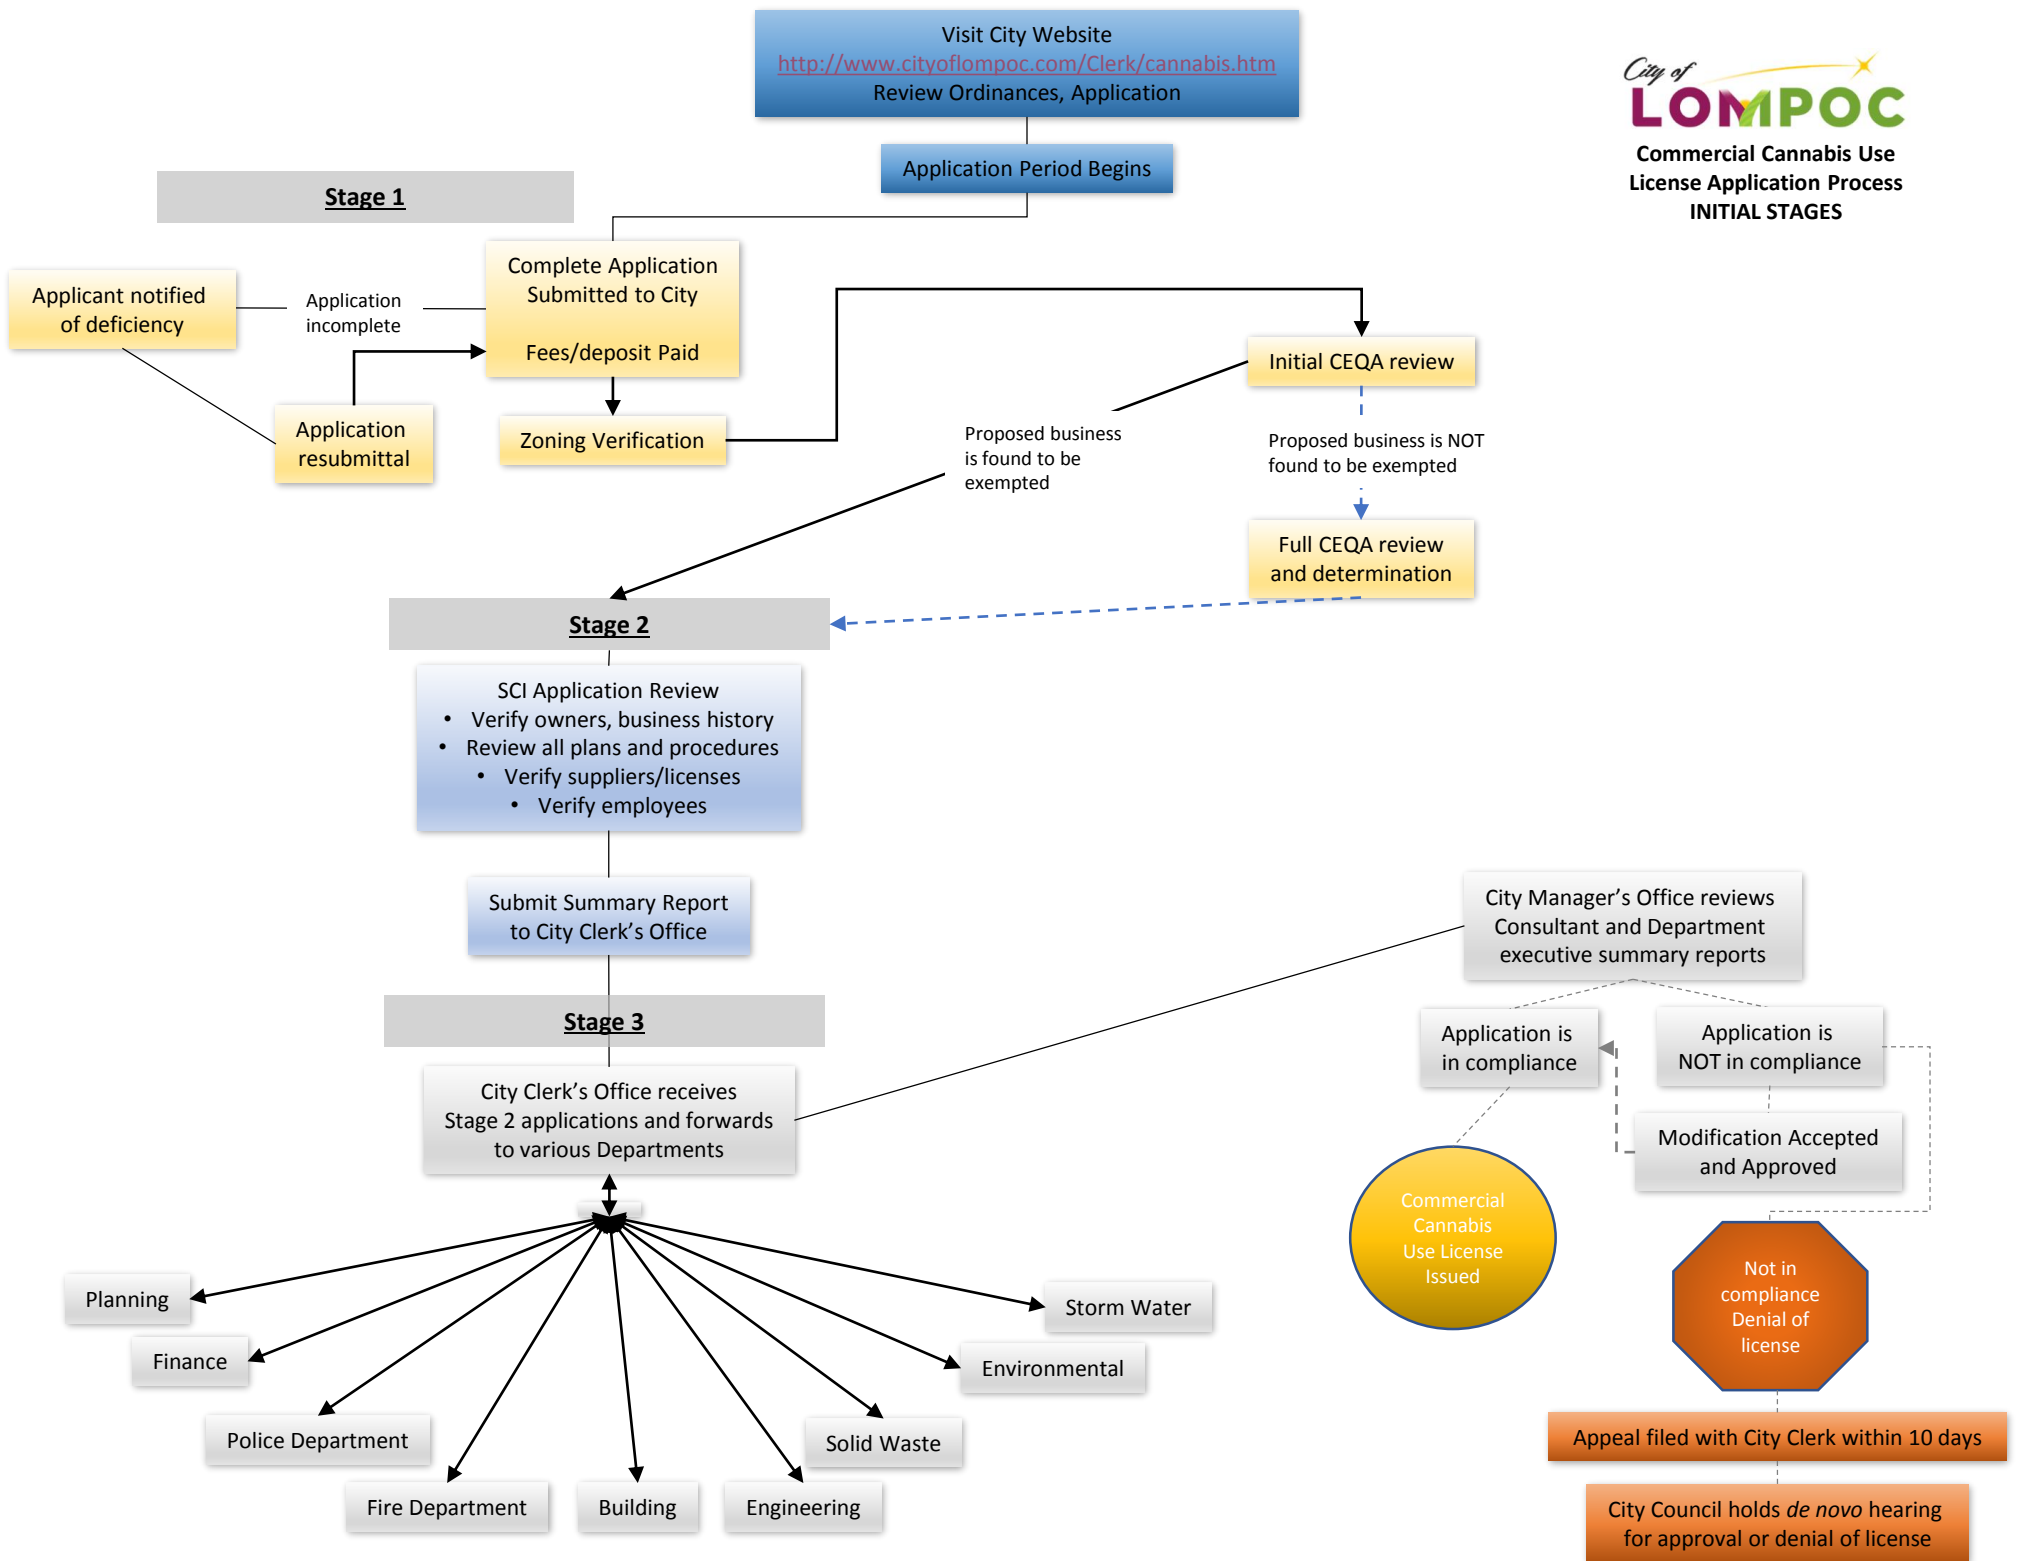 Visit City Website
http://www.cityoflompoc.com/Clerk/cannabis.htm
Review Ordinances, Application
City of
LOMPOC
Commercial Cannabis Use
License Application Process
INITIAL STAGES
Application Period Begins
Stage 1
Complete Application
Submitted to City
Fees/deposit Paid
Applicant notified
of deficiency
Application
incomplete
Application
resubmittal
Zoning Verification
Initial CEQA review
Proposed business
is found to be
exempted
Proposed business is NOT
found to be exempted
Full CEQA review
and determination
Stage 2
SCI Application Review
• Verify owners, business history
• Review all plans and procedures
• Verify suppliers/licenses
• Verify employees
Submit Summary Report
to City Clerk’s Office
Stage 3
City Clerk’s Office receives
Stage 2 applications and forwards
to various Departments
Planning
Finance
Police Department
Fire Department
Building
Engineering
Solid Waste
Environmental
Storm Water
City Manager’s Office reviews
Consultant and Department
executive summary reports
Application is
in compliance
Application is
NOT in compliance
Modification Accepted
and Approved
Commercial
Cannabis
Use License
Issued
Not in
compliance
Denial of
license
Appeal filed with City Clerk within 10 days
City Council holds de novo hearing
for approval or denial of license